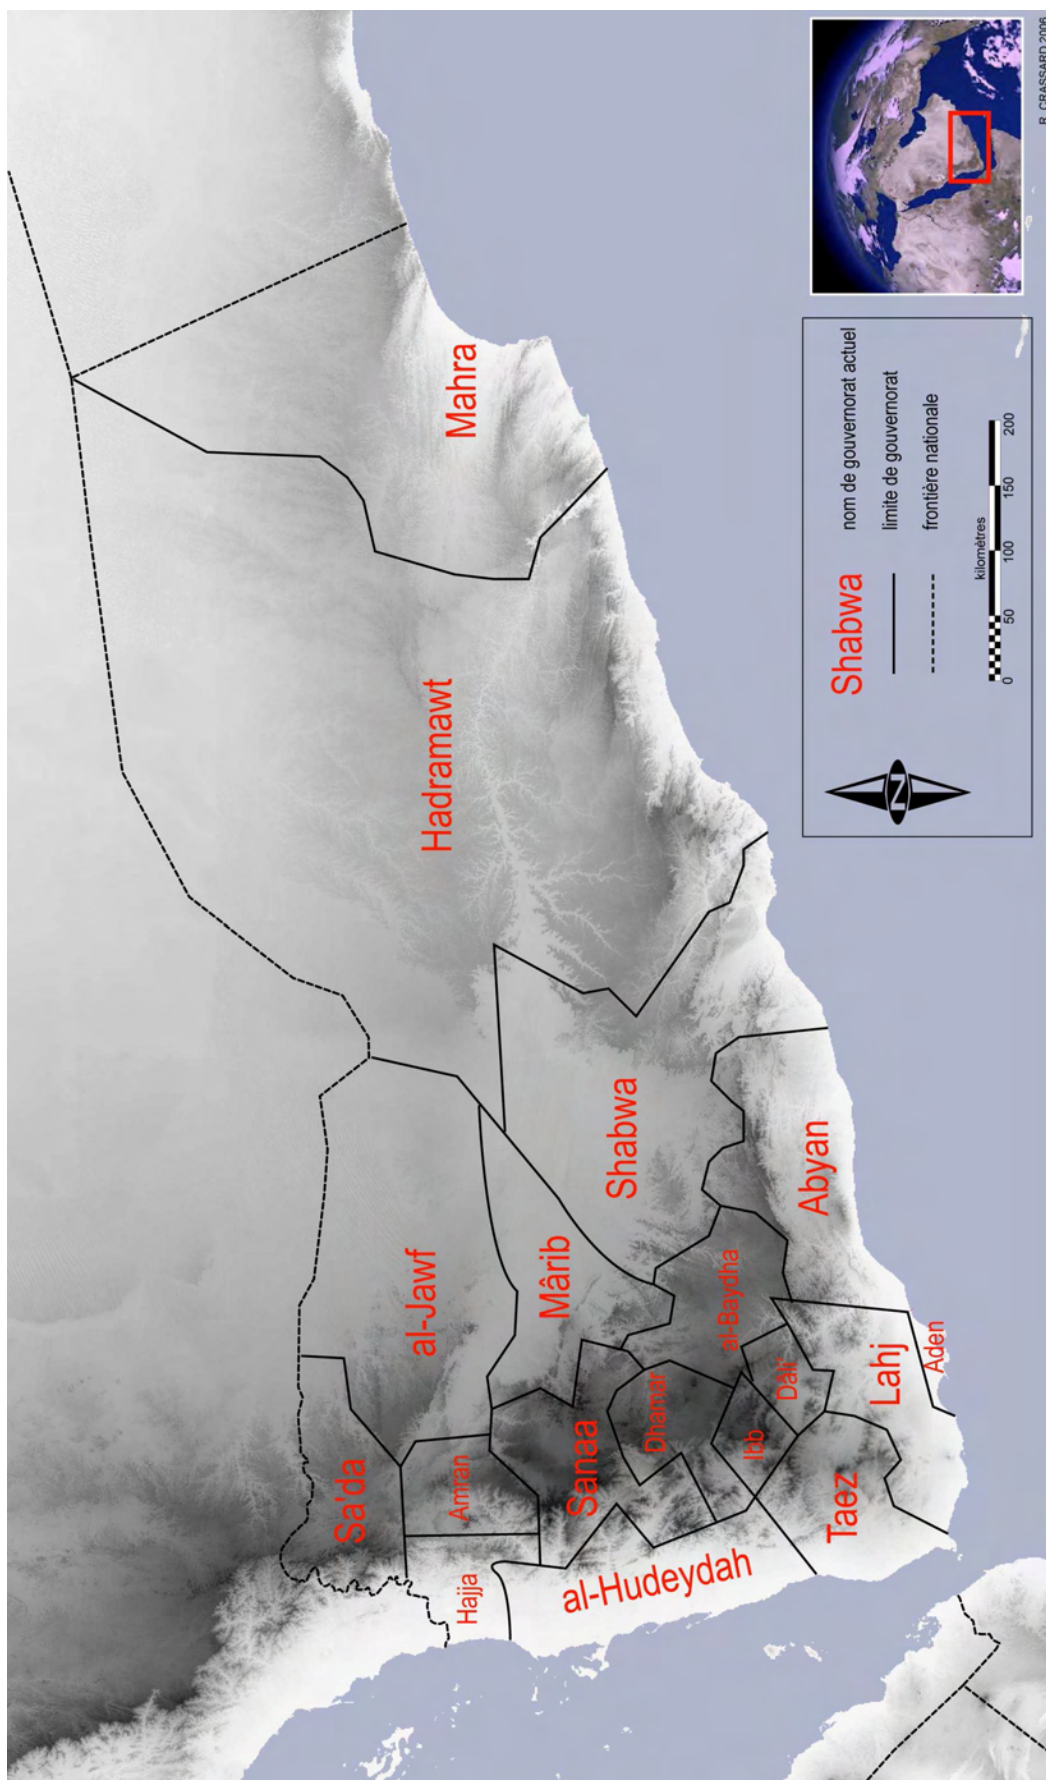 Sa'da
al-Jawf
Amran
Hajja
Mârib
Sanaa
al-Hudeydah
Dhamar
Ibb
Taez
Dâli'
al-Baydha
Lahj
Aden
Abyan
Shabwa
Hadramawt
Mahra
N
Shabwa
nom de gouvernorat actuel
limite de gouvernorat
frontière nationale
kilomètres
0 50 100 150 200
R. CRASSARD 2006